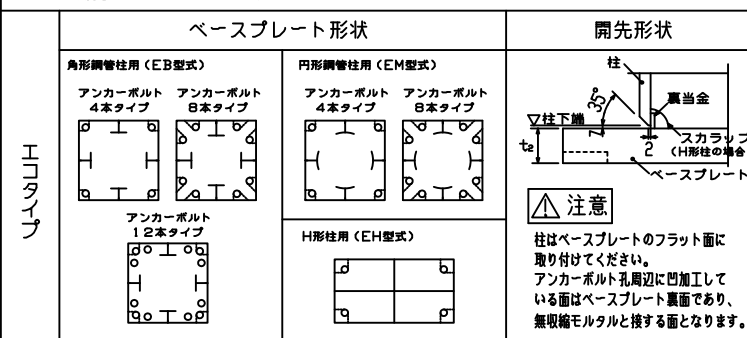 ベースプレート形状
開先形状
エコタイプ
角形鋼管柱用(EB型式)
アンカーボルト
4本タイプ
アンカーボルト
8本タイプ
アンカーボルト
12本タイプ
円形鋼管柱用(EM型式)
アンカーボルト
4本タイプ
アンカーボルト
8本タイプ
H形柱用(EH型式)
柱
35°
裏当金
▽柱下端
7
スカラップ
(H形柱の場合
t2
2
ベースプレート
注意
柱はベースプレートのフラット面に
取り付けてください。
アンカーボルト孔周辺に凹加工して
いる面はベースプレート裏面であり、
無収縮モルタルと接する面となります。